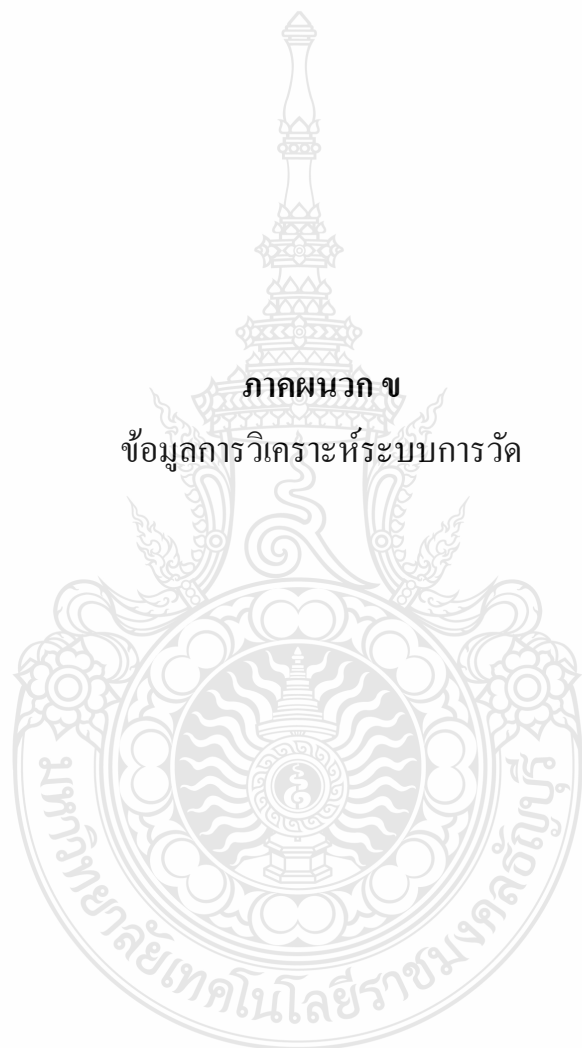 ภาคผนวก ข
ข้อมูลการวิเคราะห์ระบบการวัด
มหาวิทยาลัยเทคโนโลยีราชมงคลธัญบุรี